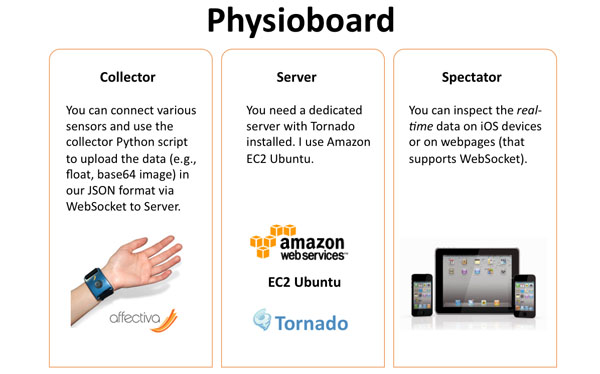 Physioboard
Collector
You can connect various
sensors and use the
collector Python script
to upload the data (e.g.,
float, base64 image) in
our JSON format via
WebSocket to Server.
affectiva
Server
You need a dedicated
server with Tornado
installed. I use Amazon
EC2 Ubuntu.
amazon
webservices™
EC2 Ubuntu
Tornado
Spectator
You can inspect the real-
time data on iOS devices
or on webpages (that
supports WebSocket).